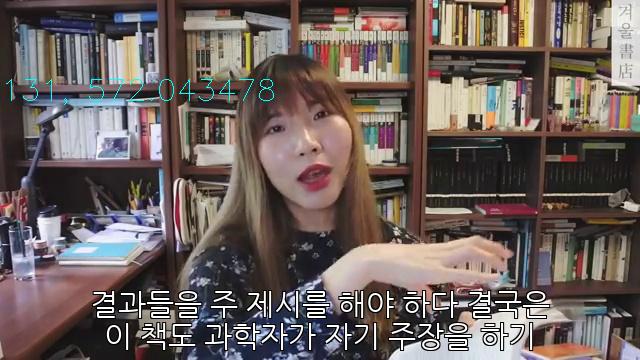 겨울書店
131, 572.043478
결과들을 주 제시를 해야 하다 결국은
이 책도 과학자가 자기 주장을 하기